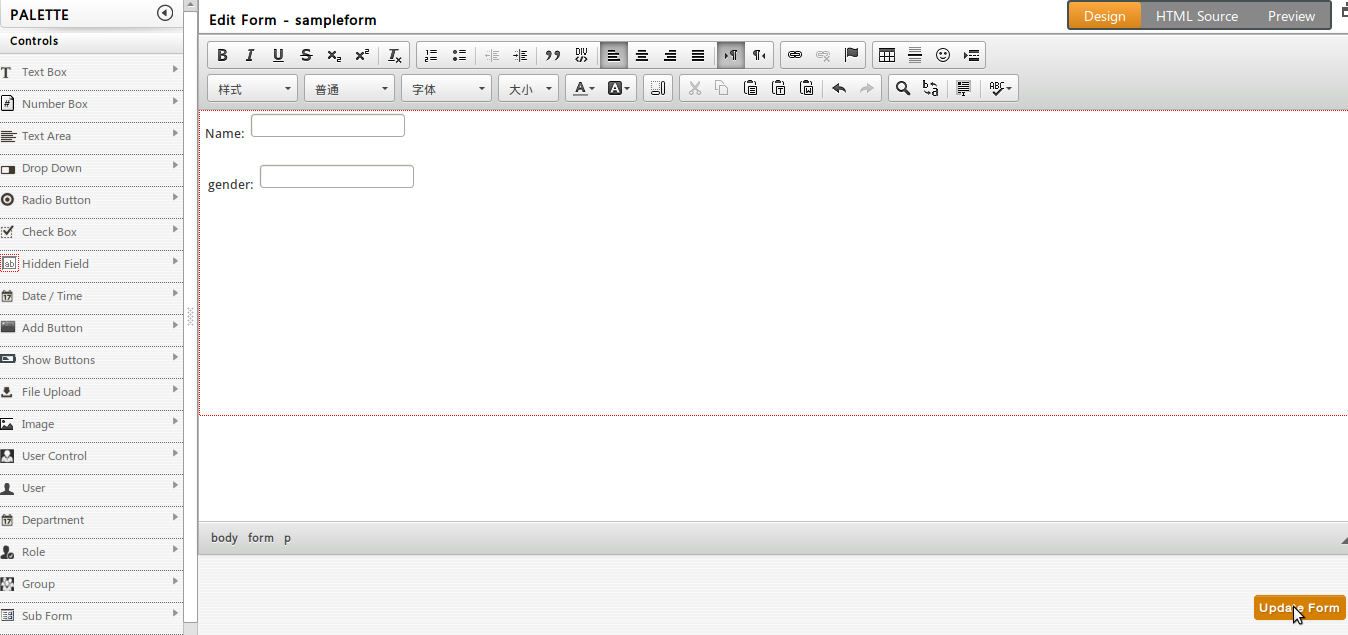 PALETTE
Controls
Text Box
Number Box
Text Area
Drop Down
Radio Button
Check Box
Hidden Field
Date / Time
Add Button
Show Buttons
File Upload
Image
User Control
User
Department
Role
Group
Sub Form
Edit Form - sampleform
Design HTML Source Preview
样式 普通 字体 大小
Name:
gender:
body form p
Update Form